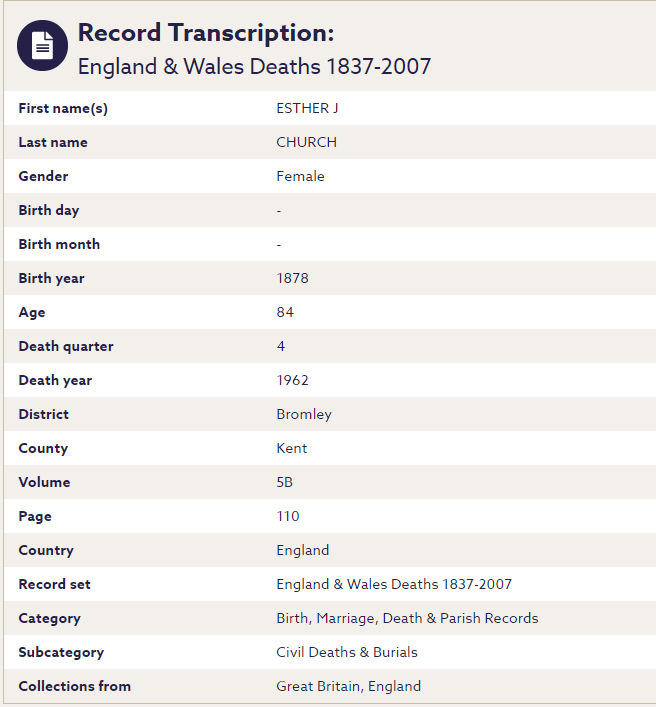 Record Transcription:
England & Wales Deaths 1837-2007
First name(s) ESTHER J
Last name CHURCH
Gender Female
Birth day -
Birth month -
Birth year 1878
Age 84
Death quarter 4
Death year 1962
District Bromley
County Kent
Volume 5B
Page 110
Country England
Record set England & Wales Deaths 1837-2007
Category Birth, Marriage, Death & Parish Records
Subcategory Civil Deaths & Burials
Collections from Great Britain, England